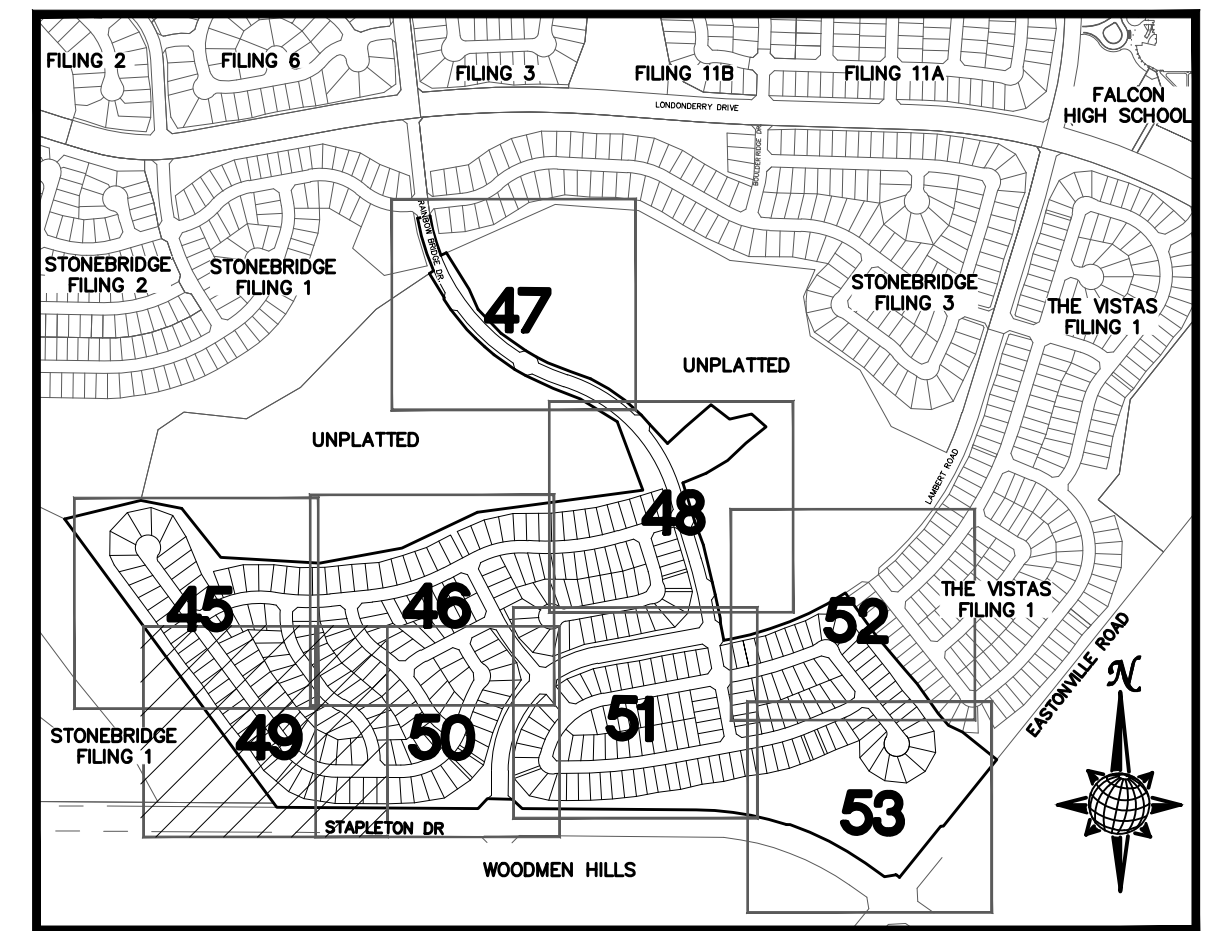 FILING 2
FILING 6
FILING 3
FILING 11B
FILING 11A
FALCON
HIGH SCHOOL
LONDONDERRY DRIVE
BOULDER RIDGE DR
RAINBOW BRIDGE DR.
STONEBRIDGE
FILING 2
STONEBRIDGE
FILING 1
STONEBRIDGE
FILING 3
THE VISTAS
FILING 1
47
UNPLATTED
UNPLATTED
LAMBERT ROAD
48
45
46
52
THE VISTAS
FILING 1
EASTONVILLE ROAD
N
STONEBRIDGE
FILING 1
49
50
51
53
STAPLETON DR
WOODMEN HILLS